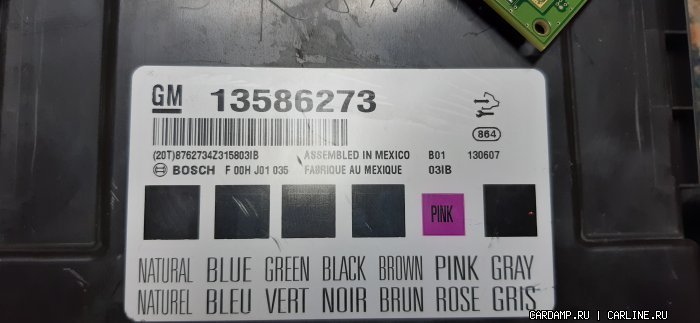 GM 13586273
864
(20T)8762734Z315803IB ASSEMBLED IN MEXICO B01 130607
BOSCH F 00H J01 035 FABRIQUE AU MEXIQUE 03IB
PINK
NATURAL BLUE GREEN BLACK BROWN PINK GRAY
NATUREL BLEU VERT NOIR BRUN ROSE GRIS
CARDAMP.RU | CARLINE.RU